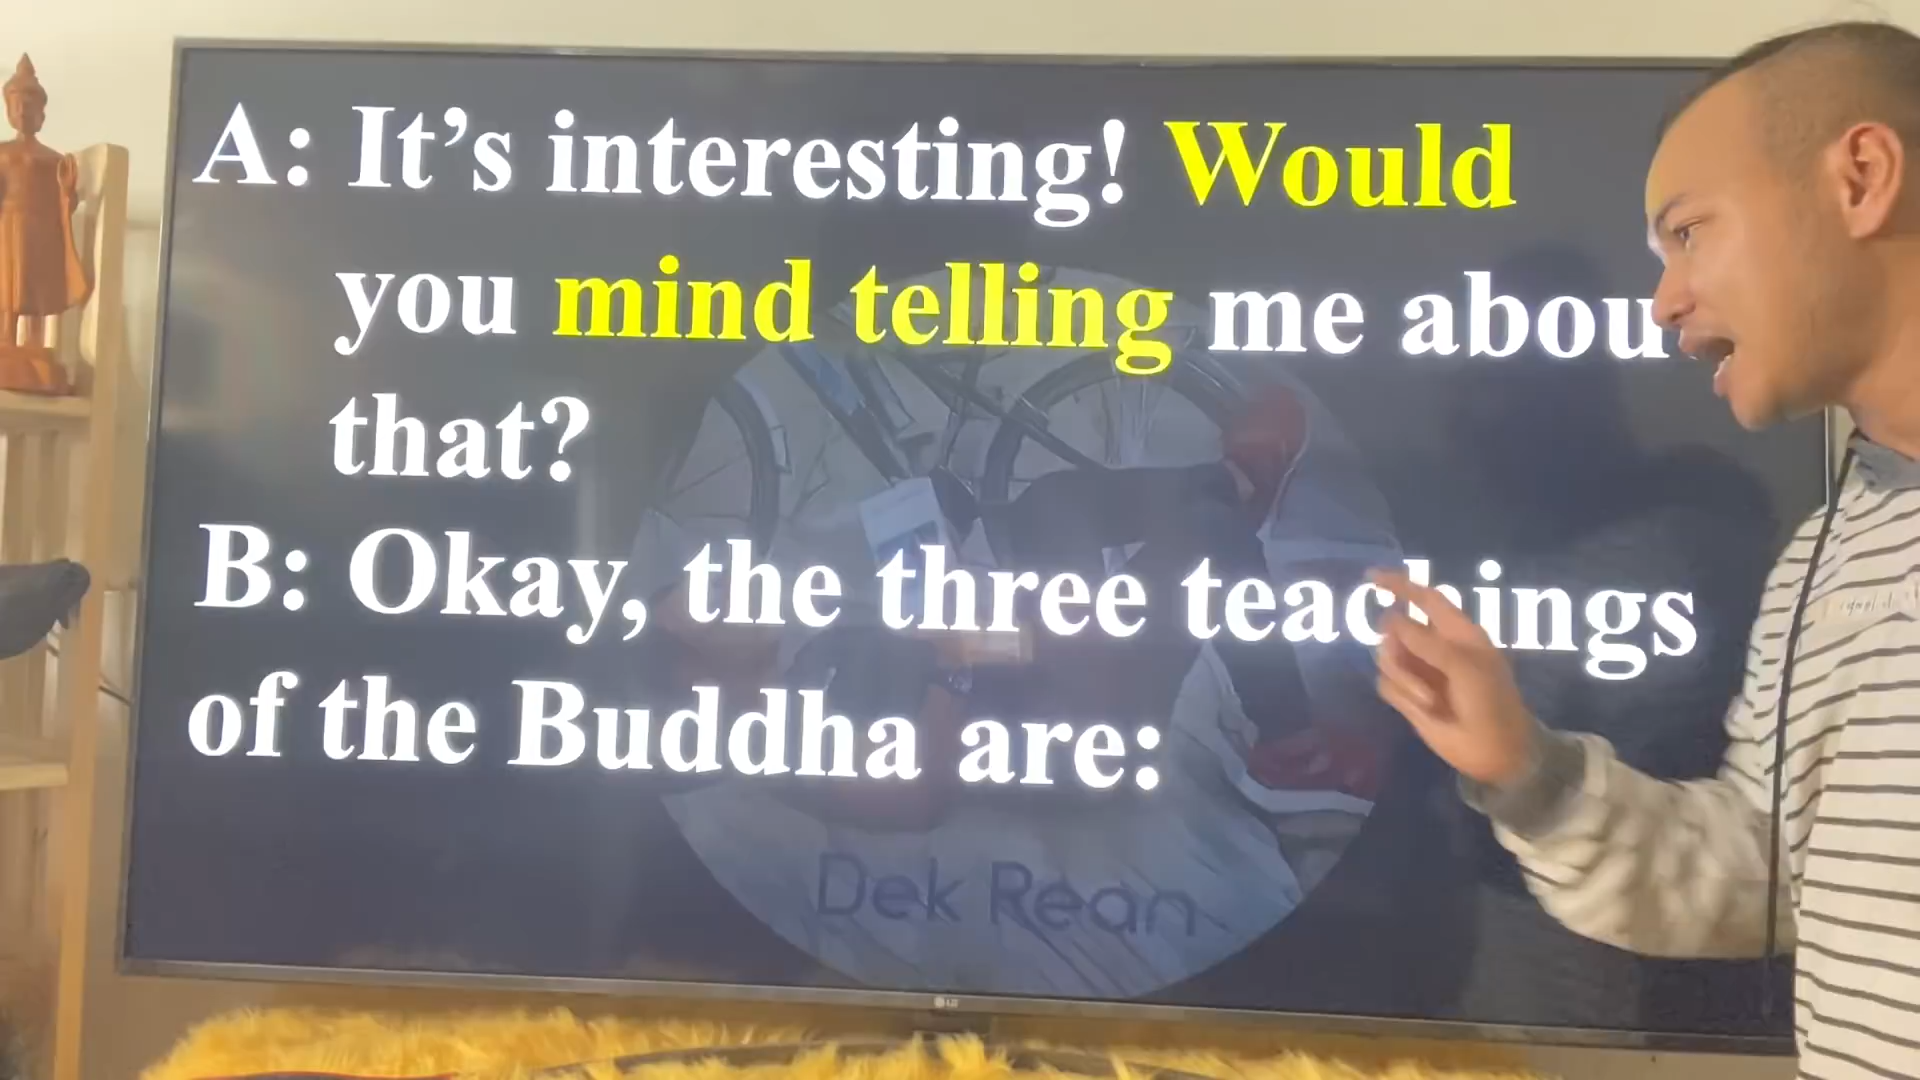 A: It's interesting! Would
you mind telling me abou
that?
B: Okay, the three teachings
of the Buddha are:
Dek Rean
LG